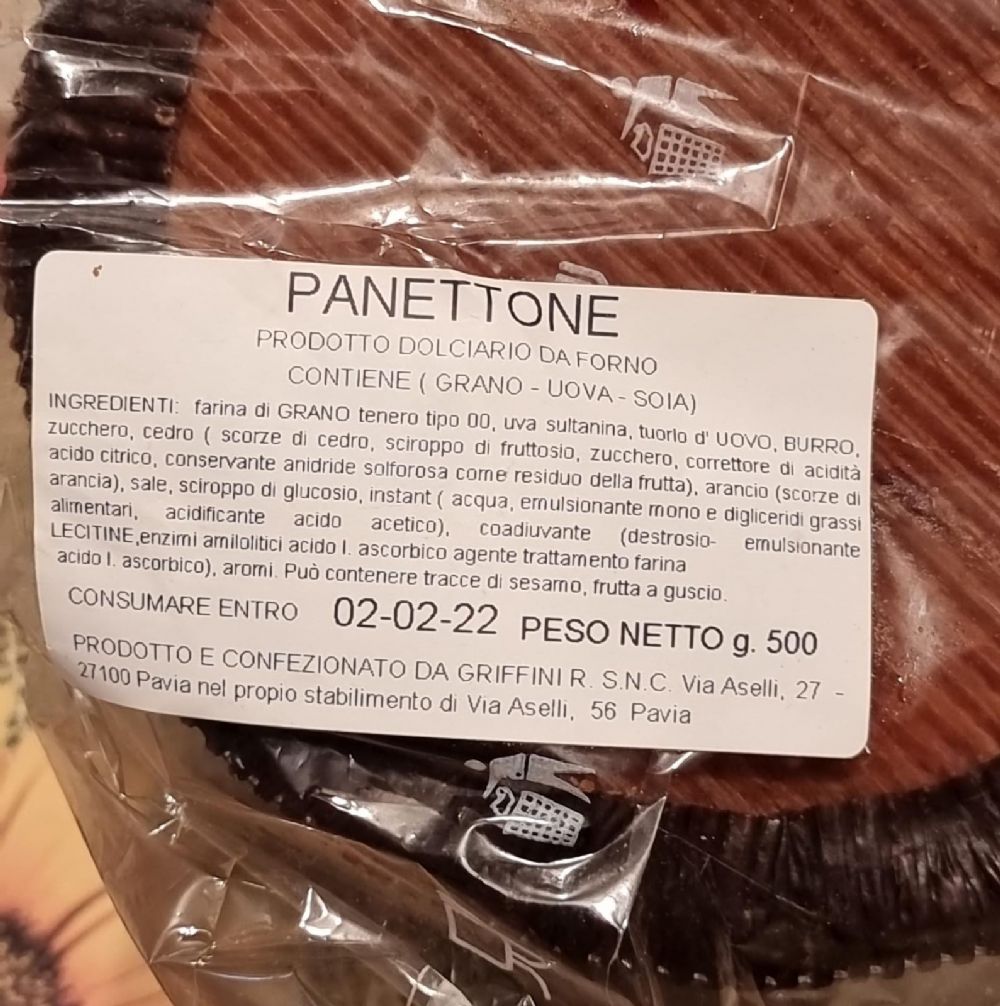 PANETTONE
PRODOTTO DOLCIARIO DA FORNO
CONTIENE ( GRANO - UOVA - SOIA)
INGREDIENTI: farina di GRANO tenero tipo 00, uva sultanina, tuorlo d' UOVO, BURRO,
zucchero, cedro ( scorze di cedro, sciroppo di fruttosio, zucchero, correttore di acidità
acido citrico, conservante anidride solforosa come residuo della frutta), arancio (scorze di
arancia), sale, sciroppo di glucosio, instant ( acqua, emulsionante mono e digliceridi grassi
alimentari, acidificante acido acetico), coadiuvante (destrosio- emulsionante
LECITINE,enzimi amilolitici acido l. ascorbico agente trattamento farina
acido l. ascorbico), aromi. Può contenere tracce di sesamo, frutta a guscio.
CONSUMARE ENTRO 02-02-22 PESO NETTO g. 500
PRODOTTO E CONFEZIONATO DA GRIFFINI R. S.N.C. Via Aselli, 27 -
27100 Pavia nel propio stabilimento di Via Aselli, 56 Pavia